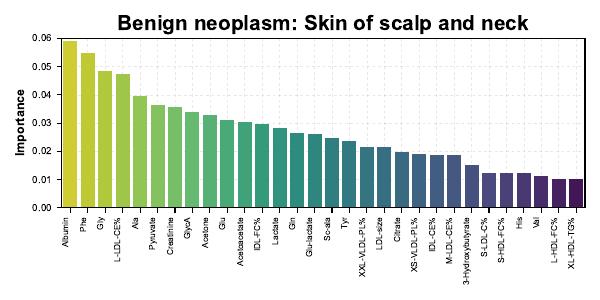 Benign neoplasm: Skin of scalp and neck
Importance
0.06
0.05
0.04
0.03
0.02
0.01
0.00
Albumin
Phe
Gly
L-LDL-CE%
Ala
Pyruvate
Creatinine
GlycA
Acetone
Glu
Acetoacetate
IDL-FC%
Lactate
Gln
Glu-lactate
Sc-ala
Tyr
XXL-VLDL-PL%
LDL-size
Citrate
XS-VLDL-PL%
IDL-CE%
M-LDL-CE%
3-Hydroxybutyrate
S-LDL-C%
S-HDL-FC%
His
Val
L-HDL-FC%
XL-HDL-TG%